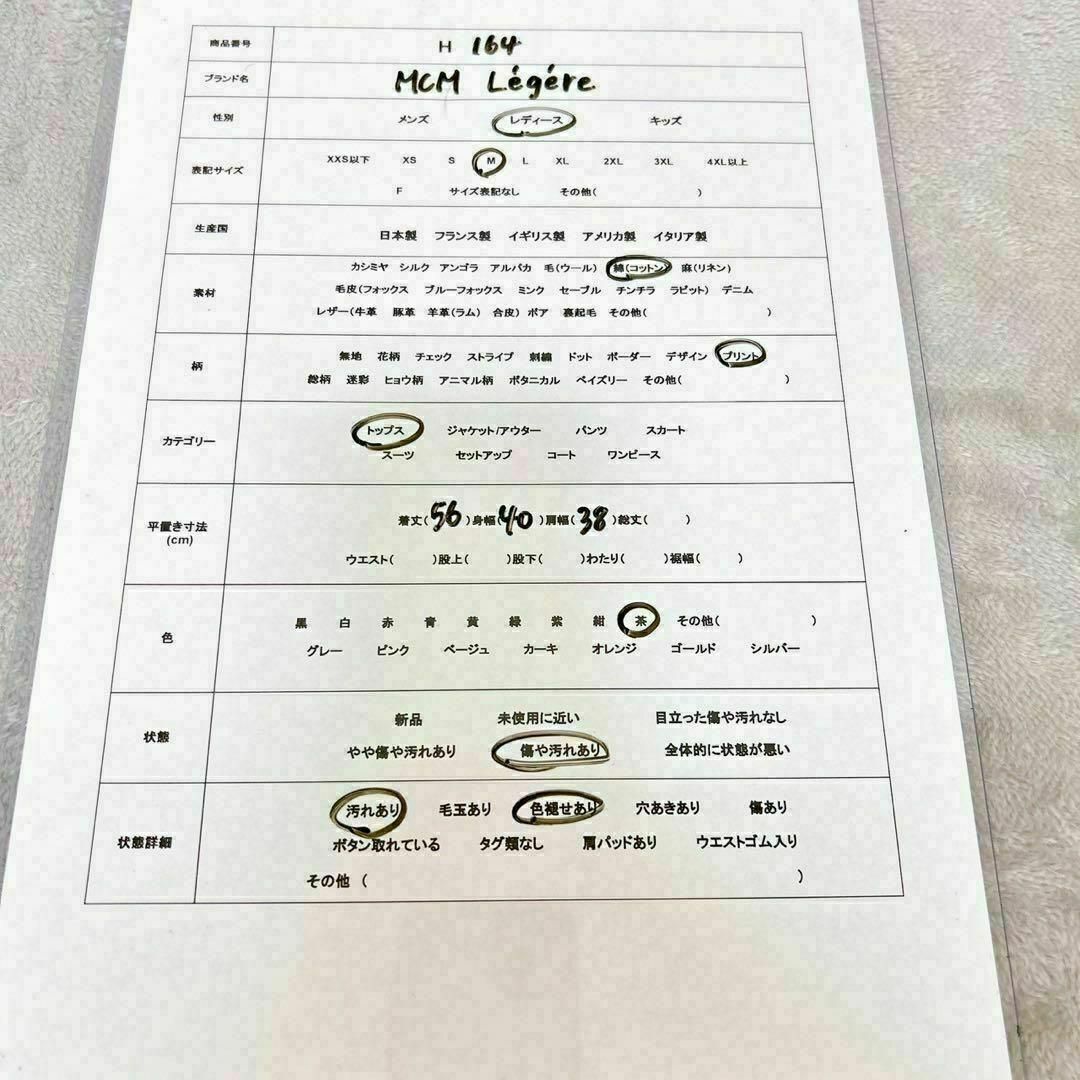 商品番号 H 164
ブランド名 MCM Légére
性別 メンズ レディース キッズ
表記サイズ XXS以下 XS S M L XL 2XL 3XL 4XL以上
F サイズ表記なし その他( )
生産国 日本製 フランス製 イギリス製 アメリカ製 イタリア製
素材 カシミヤ シルク アンゴラ アルパカ 毛(ウール) 綿(コットン) 麻(リネン)
毛皮(フォックス ブルーフォックス ミンク セーブル チンチラ ラビット) デニム
レザー(牛革 豚革 羊革(ラム) 合皮) ボア 裏起毛 その他( )
柄 無地 花柄 チェック ストライプ 刺繍 ドット ボーダー デザイン プリント
総柄 迷彩 ヒョウ柄 アニマル柄 ボタニカル ペイズリー その他( )
カテゴリー トップス ジャケット/アウター パンツ スカート
スーツ セットアップ コート ワンピース
平置き寸法 (cm) 着丈(56)身幅(40)肩幅(38)総丈( )
ウエスト( )股上( )股下( )わたり( )裾幅( )
色 黒 白 赤 青 黄 緑 紫 紺 茶 その他( )
グレー ピンク ベージュ カーキ オレンジ ゴールド シルバー
状態 新品 未使用に近い 目立った傷や汚れなし
やや傷や汚れあり 傷や汚れあり 全体的に状態が悪い
状態詳細 汚れあり 毛玉あり 色褪せあり 穴あきあり 傷あり
ボタン取れている タグ類なし 肩パッドあり ウエストゴム入り
その他 ( )